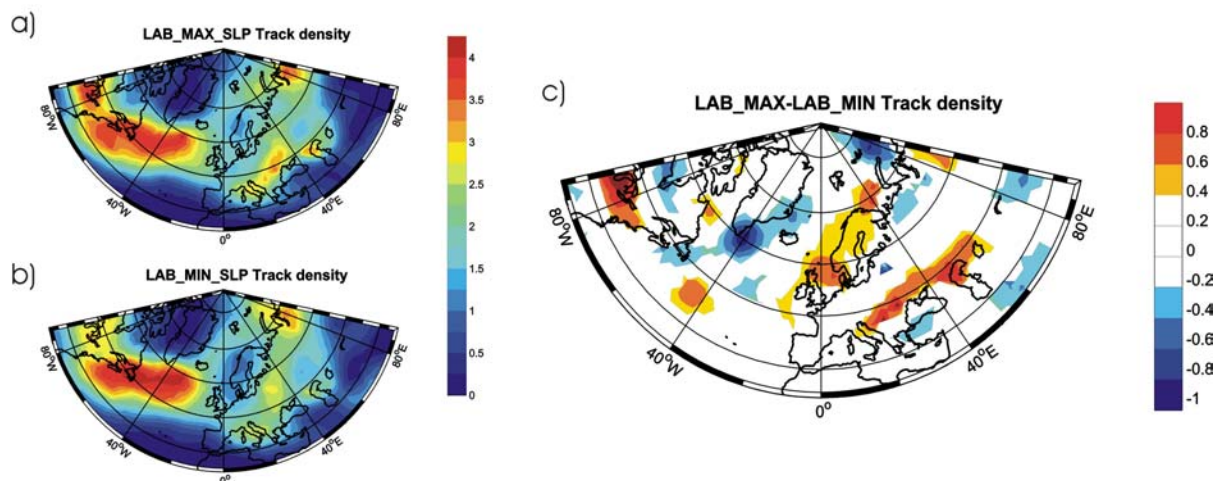 a)
LAB_MAX_SLP Track density
80°W
40°W
0°
40°E
80°E
4
3.5
3
2.5
2
1.5
1
0.5
0
b)
LAB_MIN_SLP Track density
80°W
40°W
0°
40°E
80°E
c)
LAB_MAX-LAB_MIN Track density
80°W
40°W
0°
40°E
80°E
0.8
0.6
0.4
0.2
0
-0.2
-0.4
-0.6
-0.8
-1